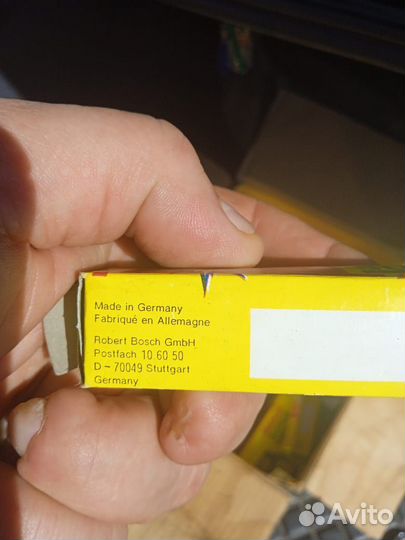 Made in Germany
Fabriqué en Allemagne
Robert Bosch GmbH
Postfach 10 60 50
D - 70049 Stuttgart
Germany
Avito